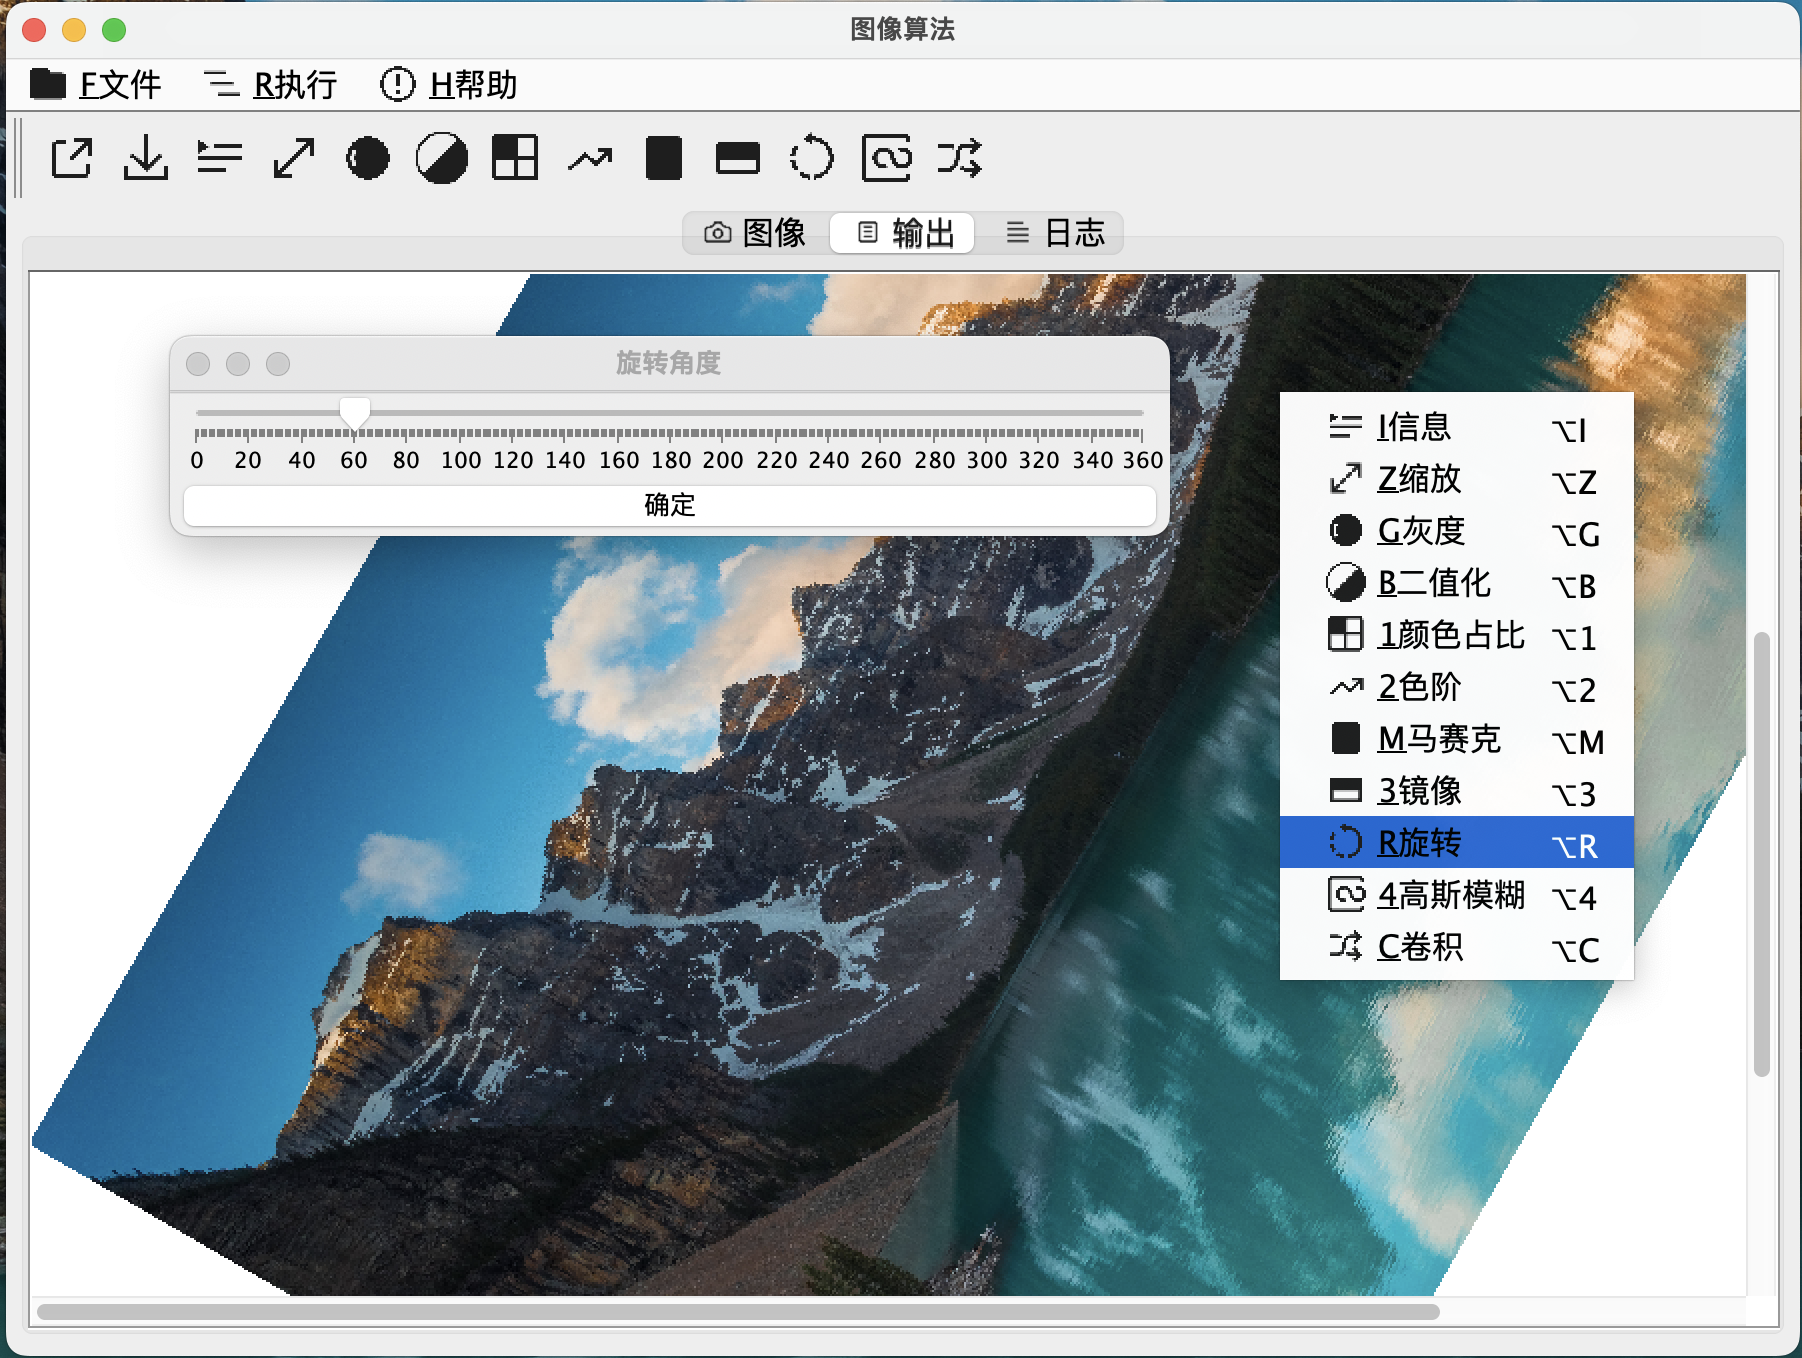 图像算法
F文件 R执行 H帮助
图像 输出 日志
旋转角度
0 20 40 60 80 100 120 140 160 180 200 220 240 260 280 300 320 340 360
确定
I信息 ⌥I
Z缩放 ⌥Z
G灰度 ⌥G
B二值化 ⌥B
1颜色占比 ⌥1
2色阶 ⌥2
M马赛克 ⌥M
3镜像 ⌥3
R旋转 ⌥R
4高斯模糊 ⌥4
C卷积 ⌥C